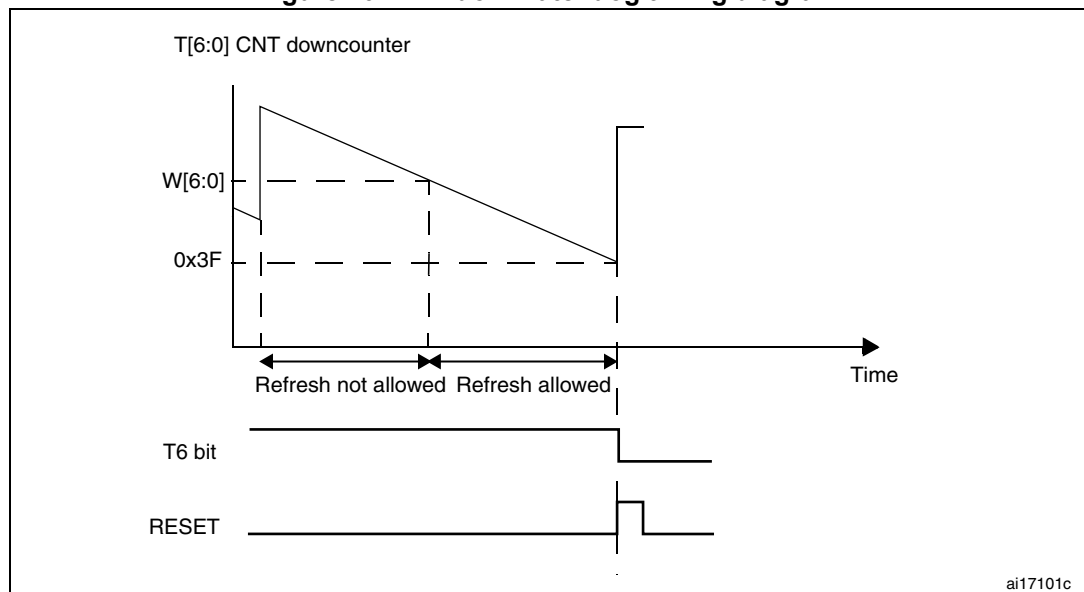 T[6:0] CNT downcounter
W[6:0]
0x3F
Refresh not allowed Refresh allowed
Time
T6 bit
RESET
ai17101c